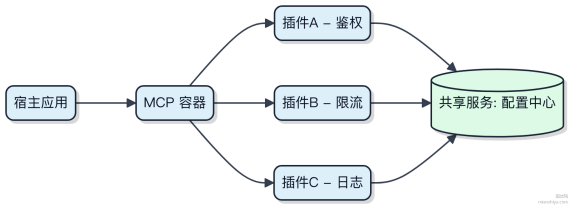 插件A – 鉴权
宿主应用
MCP 容器
插件B – 限流
共享服务: 配置中心
插件C – 日志